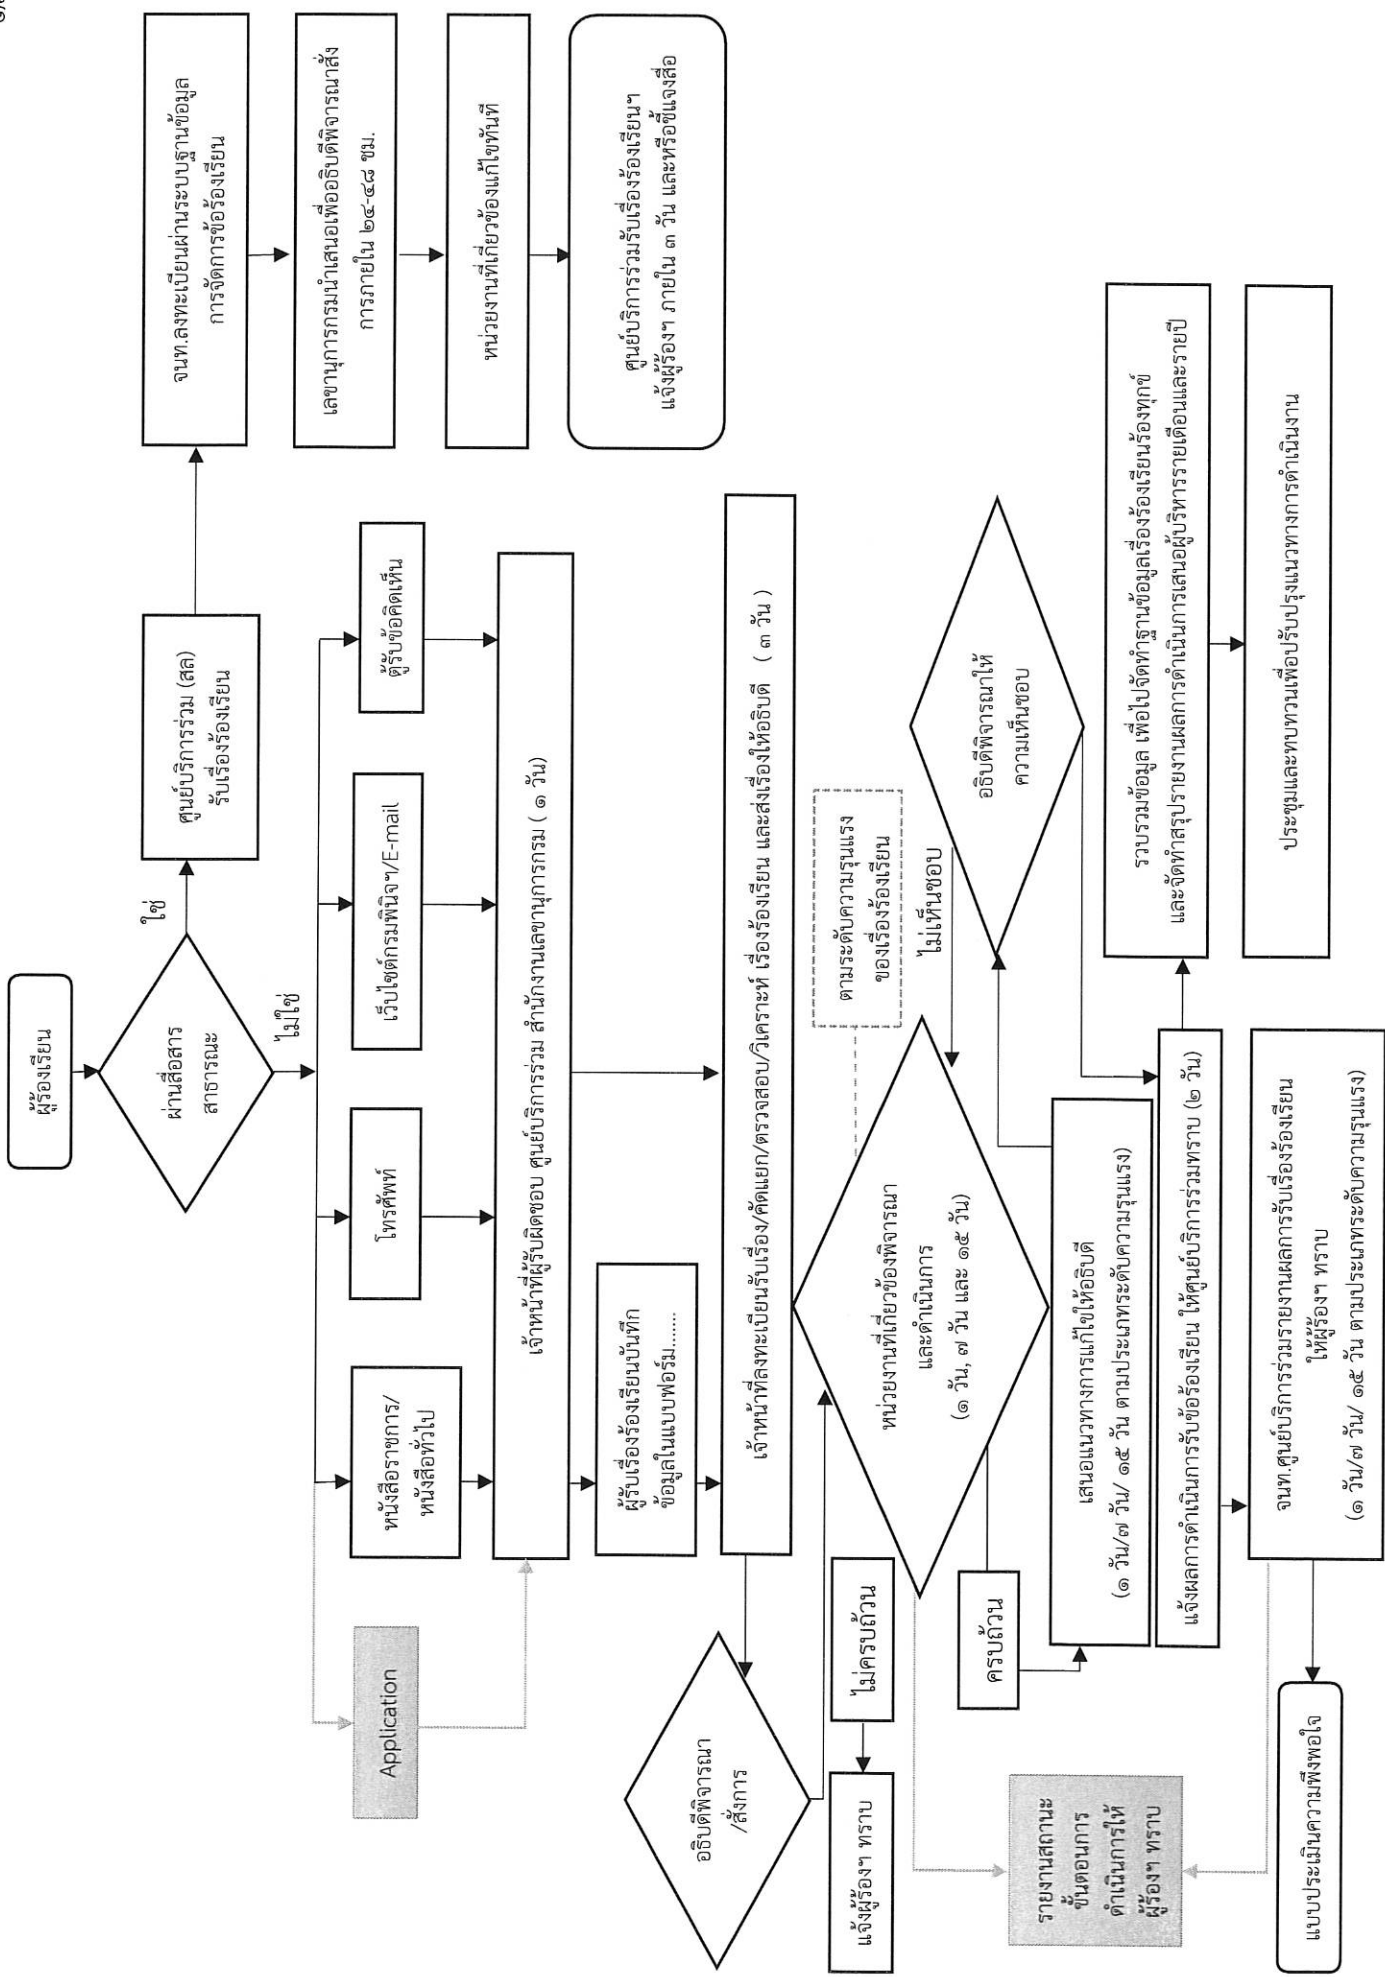 ผู้ร้องเรียน
ผ่านสื่อสาร
สาธารณะ
ใช่
ไม่ใช่
ศูนย์บริการร่วม (สล)
รับเรื่องร้องเรียน
จนท.ลงทะเบียนผ่านระบบฐานข้อมูล
การจัดการข้อร้องเรียน
เลขานุการกรมนำเสนอเพื่ออธิบดีพิจารณาสั่ง
การภายใน ๒๔-๔๘ ชม.
หน่วยงานที่เกี่ยวข้องแก้ไขทันที
ศูนย์บริการร่วมรับเรื่องร้องเรียนฯ
แจ้งผู้ร้องฯ ภายใน ๓ วัน และหรือชี้แจงสื่อ
Application
หนังสือราชการ/
หนังสือทั่วไป
โทรศัพท์
เว็บไซต์กรมพินิจฯ/E-mail
ตู้รับข้อคิดเห็น
เจ้าหน้าที่ผู้รับผิดชอบ ศูนย์บริการร่วม สำนักงานเลขานุการกรม ( ๑ วัน)
ผู้รับเรื่องร้องเรียนบันทึก
ข้อมูลในแบบฟอร์ม.......
เจ้าหน้าที่ลงทะเบียนรับเรื่อง/คัดแยก/ตรวจสอบ/วิเคราะห์ เรื่องร้องเรียน และส่งเรื่องให้อธิบดี ( ๓ วัน )
อธิบดีพิจารณา
/สั่งการ
หน่วยงานที่เกี่ยวข้องพิจารณา
และดำเนินการ
(๑ วัน, ๗ วัน และ ๑๕ วัน)
ตามระดับความรุนแรง
ของเรื่องร้องเรียน
ไม่เห็นชอบ
อธิบดีพิจารณาให้
ความเห็นชอบ
ไม่ครบถ้วน
แจ้งผู้ร้องฯ ทราบ
ครบถ้วน
เสนอแนวทางการแก้ไขให้อธิบดี
(๑ วัน/๗ วัน/ ๑๕ วัน ตามประเภทระดับความรุนแรง)
แจ้งผลการดำเนินการรับข้อร้องเรียน ให้ศูนย์บริการร่วมทราบ (๒ วัน)
รวบรวมข้อมูล เพื่อไปจัดทำฐานข้อมูลเรื่องร้องเรียนร้องทุกข์
และจัดทำสรุปรายงานผลการดำเนินการเสนอผู้บริหารรายเดือนและรายปี
ประชุมและทบทวนเพื่อปรับปรุงแนวทางการดำเนินงาน
รายงานสถานะ
ขั้นตอนการ
ดำเนินการให้
ผู้ร้องฯ ทราบ
จนท.ศูนย์บริการร่วมรายงานผลการรับเรื่องร้องเรียน
ให้ผู้ร้องฯ ทราบ
(๑ วัน/๗ วัน/ ๑๕ วัน ตามประเภทระดับความรุนแรง)
แบบประเมินความพึงพอใจ